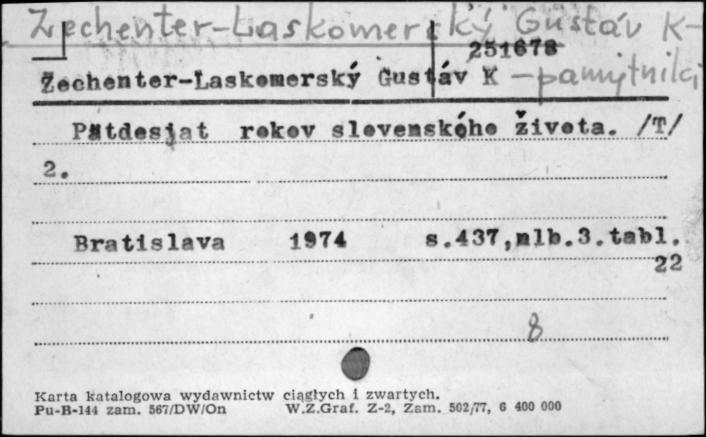 Zechenter-Laskomerský Gustáv K-
251678
Zechenter-Laskomerský Gustáv K - pamiętniki
Pätdesjat rokov slovenského života. /T/
2.
Bratislava 1974 s.437,nlb.3.tabl.
22
8
Karta katalogowa wydawnictw ciągłych i zwartych.
Pu-B-144 zam. 567/DW/On W.Z.Graf. Z-2, Zam. 502/77, 6 400 000